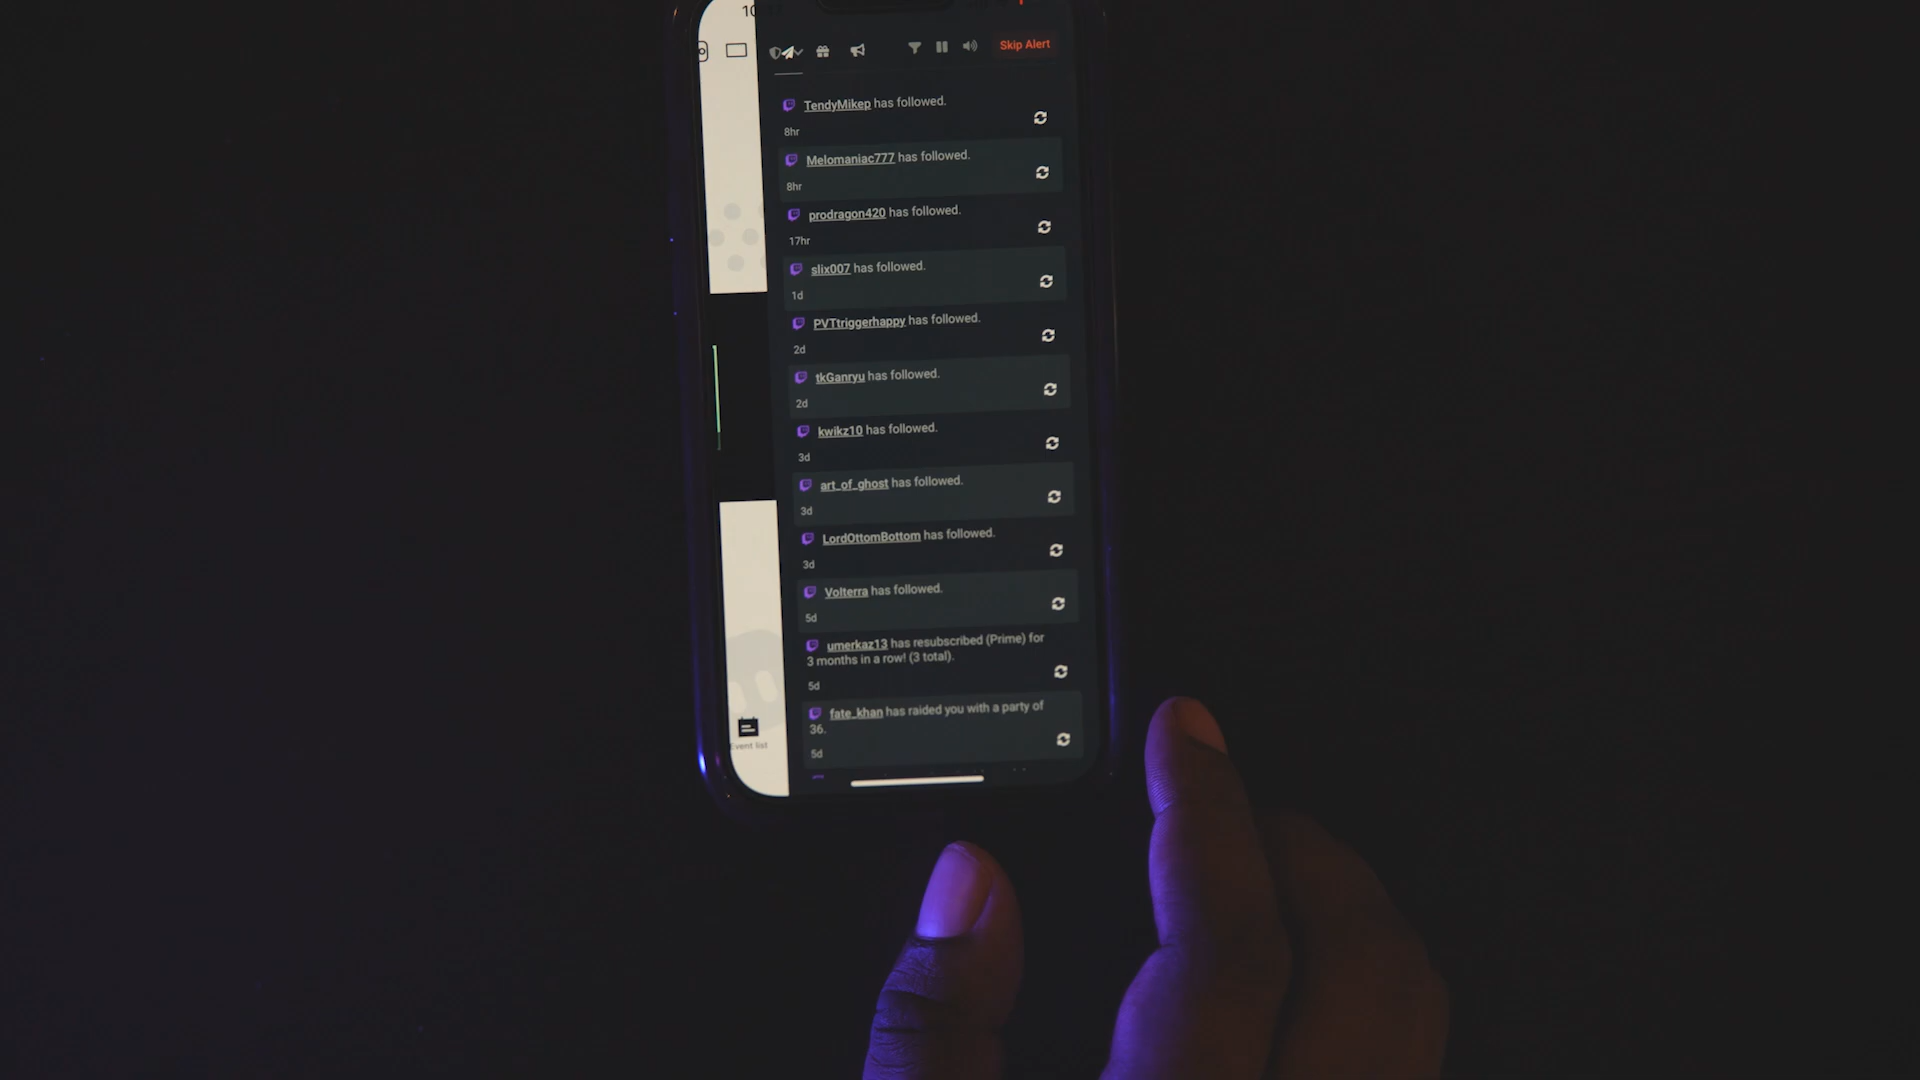 Skip Alert
TendyMikep has followed.
8hr
Melomaniac777 has followed.
8hr
prodragon420 has followed.
17hr
slix007 has followed.
1d
PVTtriggerhappy has followed.
2d
tkGanryu has followed.
2d
kwikz10 has followed.
3d
art_of_ghost has followed.
3d
LordOttomBottom has followed.
3d
Volterra has followed.
5d
umerkaz13 has resubscribed (Prime) for
3 months in a row! (3 total).
5d
fate_khan has raided you with a party of
36.
5d
Event list